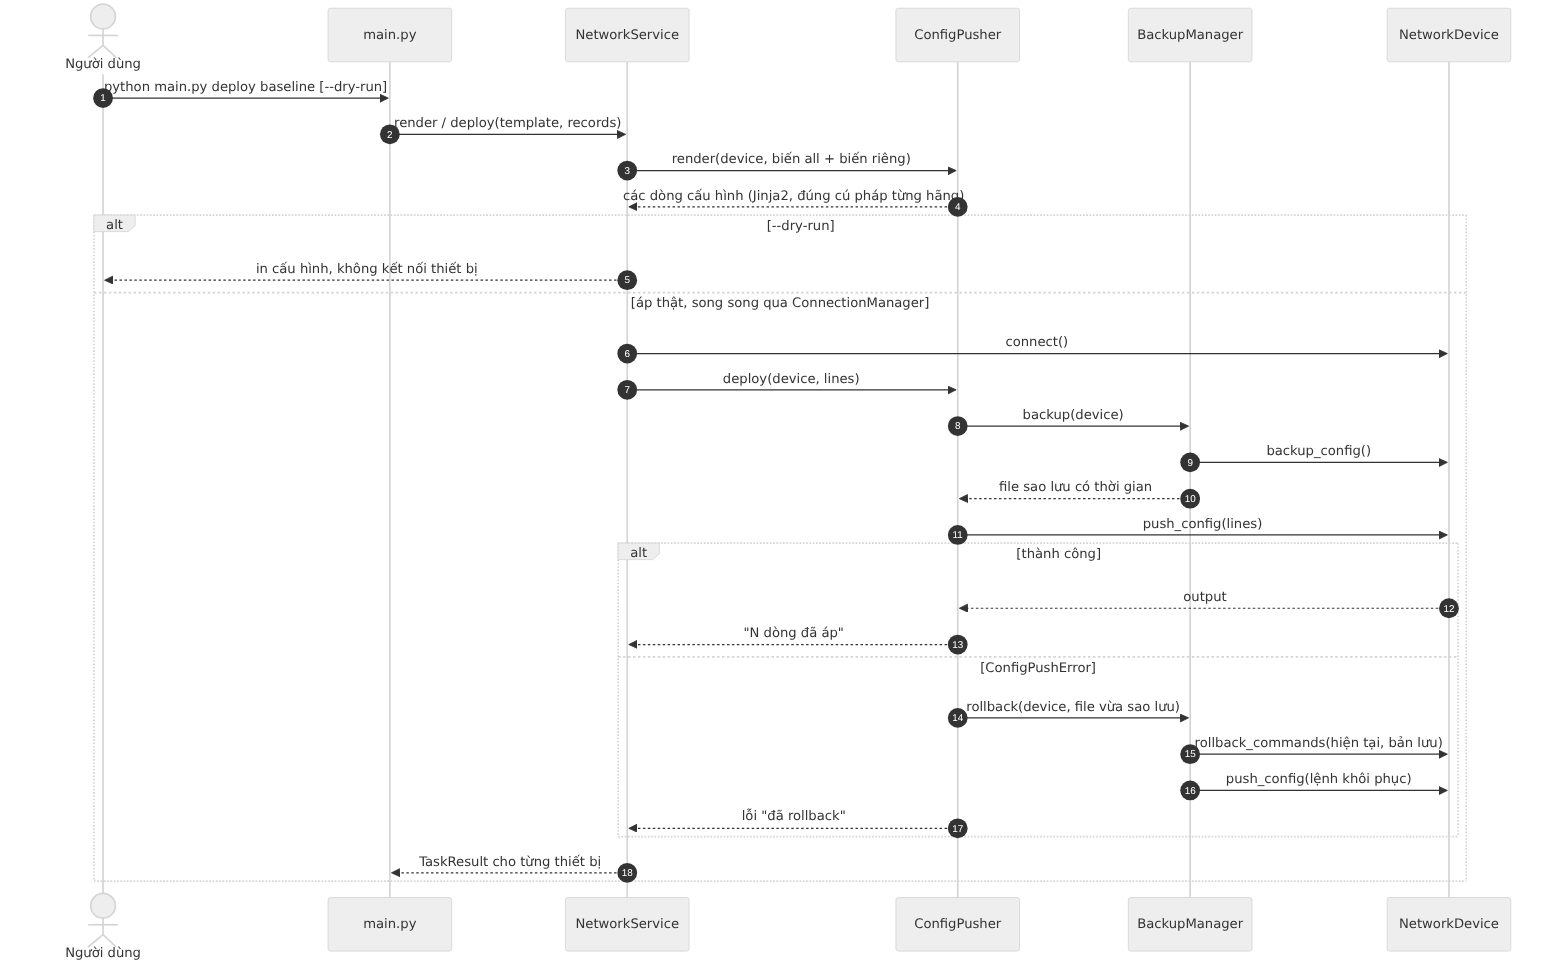 Người dùng
main.py
NetworkService
ConfigPusher
BackupManager
NetworkDevice
python main.py deploy baseline [--dry-run]
1
render / deploy(template, records)
2
render(device, biến all + biến riêng)
3
các dòng cấu hình (Jinja2, đúng cú pháp từng hãng)
4
alt
[--dry-run]
in cấu hình, không kết nối thiết bị
5
[áp thật, song song qua ConnectionManager]
connect()
6
deploy(device, lines)
7
backup(device)
8
backup_config()
9
file sao lưu có thời gian
10
push_config(lines)
11
alt
[thành công]
output
12
"N dòng đã áp"
13
[ConfigPushError]
rollback(device, file vừa sao lưu)
14
rollback_commands(hiện tại, bản lưu)
15
push_config(lệnh khôi phục)
16
lỗi "đã rollback"
17
TaskResult cho từng thiết bị
18
Người dùng
main.py
NetworkService
ConfigPusher
BackupManager
NetworkDevice